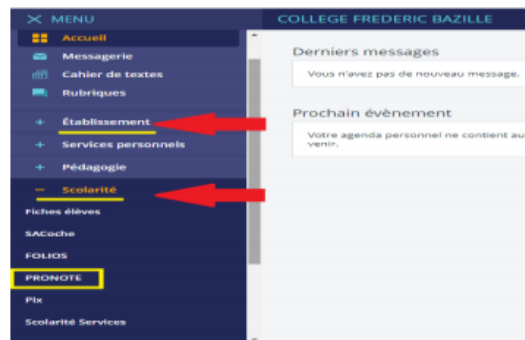 MENU
COLLEGE FREDERIC BAZILLE
Accueil
Messagerie
Cahier de textes
Rubriques
+ Établissement
+ Services personnels
+ Pédagogie
− Scolarité
Fiches élèves
SACoche
FOLIOS
PRONOTE
Pix
Scolarité Services
Derniers messages
Vous n'avez pas de nouveau message.
Prochain évènement
Votre agenda personnel ne contient au
venir.